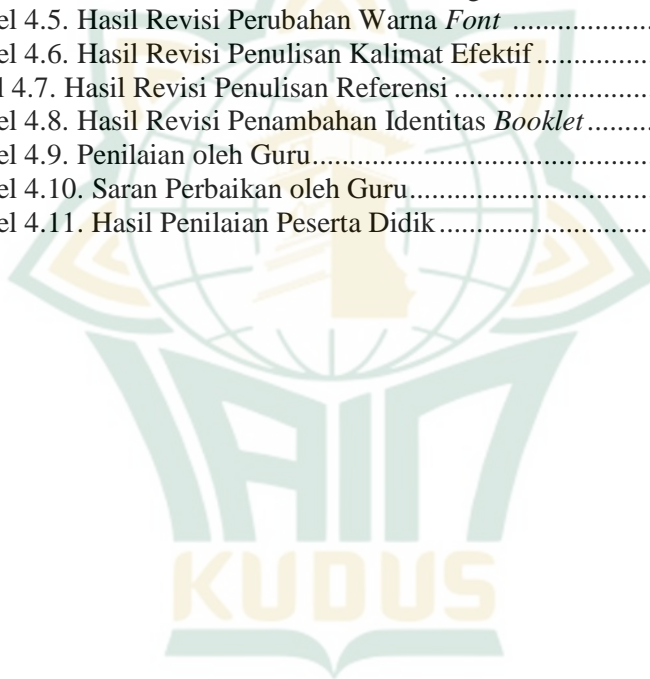 el 4.5. Hasil Revisi Perubahan Warna Font ....................
el 4.6. Hasil Revisi Penulisan Kalimat Efektif ..................
l 4.7. Hasil Revisi Penulisan Referensi ............................
el 4.8. Hasil Revisi Penambahan Identitas Booklet ..........
el 4.9. Penilaian oleh Guru ................................................
el 4.10. Saran Perbaikan oleh Guru ...................................
el 4.11. Hasil Penilaian Peserta Didik ...............................
IAIN
KUDUS